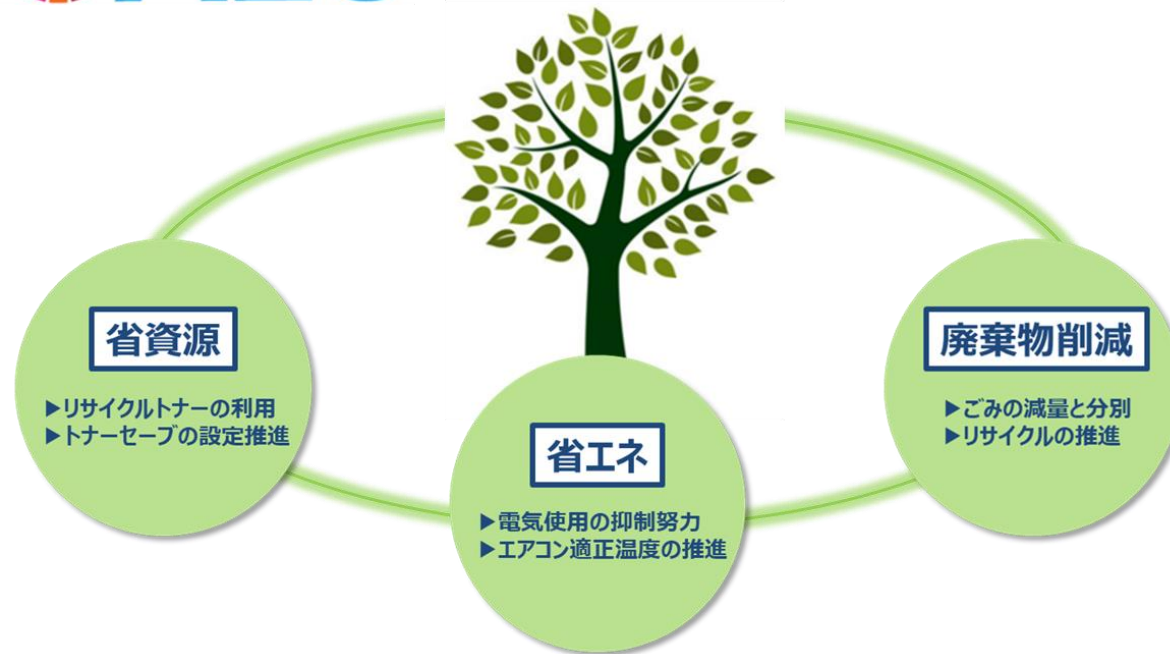 省資源
▶リサイクルトナーの利用
▶トナーセーブの設定推進
省エネ
▶電気使用の抑制努力
▶エアコン適正温度の推進
廃棄物削減
▶ごみの減量と分別
▶リサイクルの推進